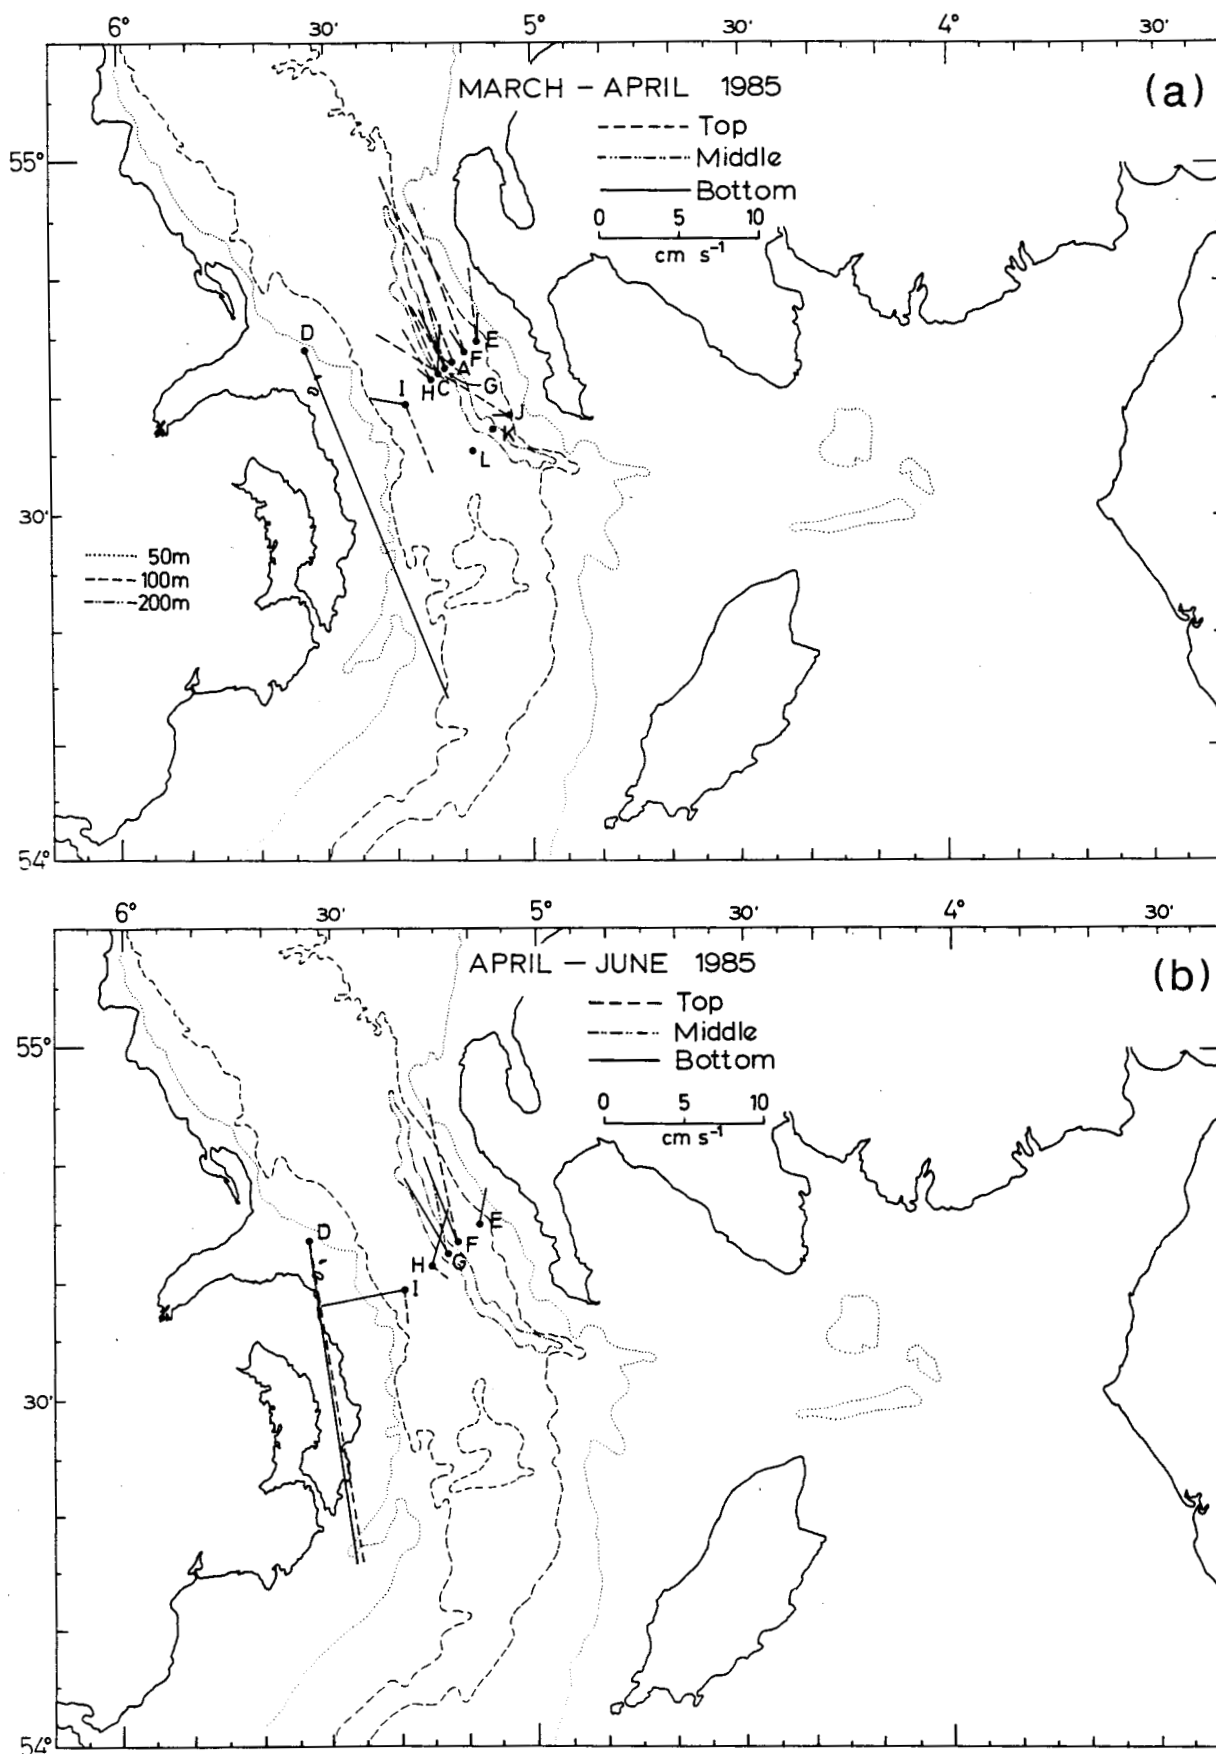 6° 30' 5° 30' 4° 30'
MARCH – APRIL 1985
(a)
Top
Middle
Bottom
0 5 10
cm s⁻¹
55°
D
E
F
A
G
H C
I
J
K
L
30'
50m
100m
200m
54°
6° 30' 5° 30' 4° 30'
APRIL – JUNE 1985
(b)
Top
Middle
Bottom
0 5 10
cm s⁻¹
55°
D
E
F
G
H
I
30'
54°